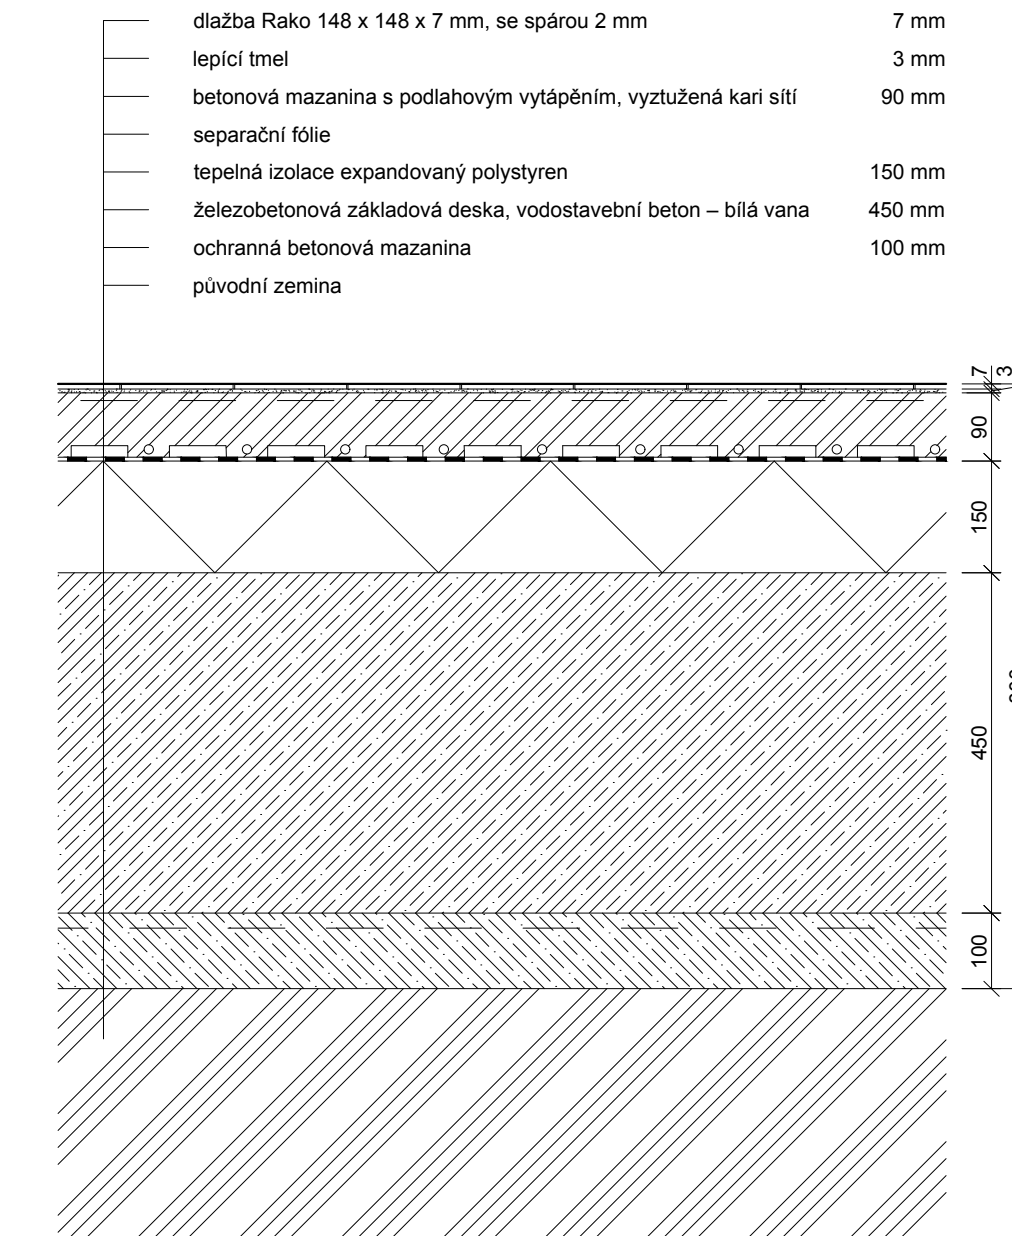 dlažba Rako 148 x 148 x 7 mm, se spárou 2 mm 7 mm
lepící tmel 3 mm
betonová mazanina s podlahovým vytápěním, vyztužená kari sítí 90 mm
separační fólie
tepelná izolace expandovaný polystyren 150 mm
železobetonová základová deska, vodostavební beton – bílá vana 450 mm
ochranná betonová mazanina 100 mm
původní zemina
7
3
90
150
450
100